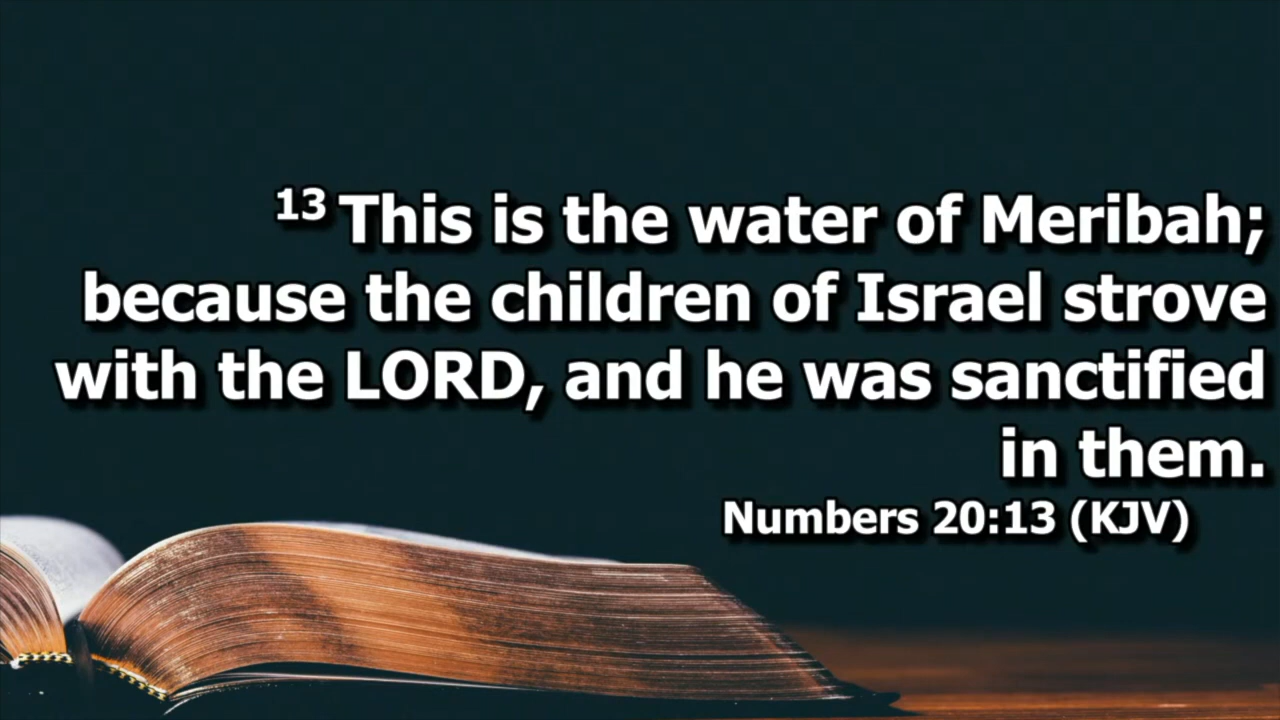 13 This is the water of Meribah;
because the children of Israel strove
with the LORD, and he was sanctified
in them.
Numbers 20:13 (KJV)